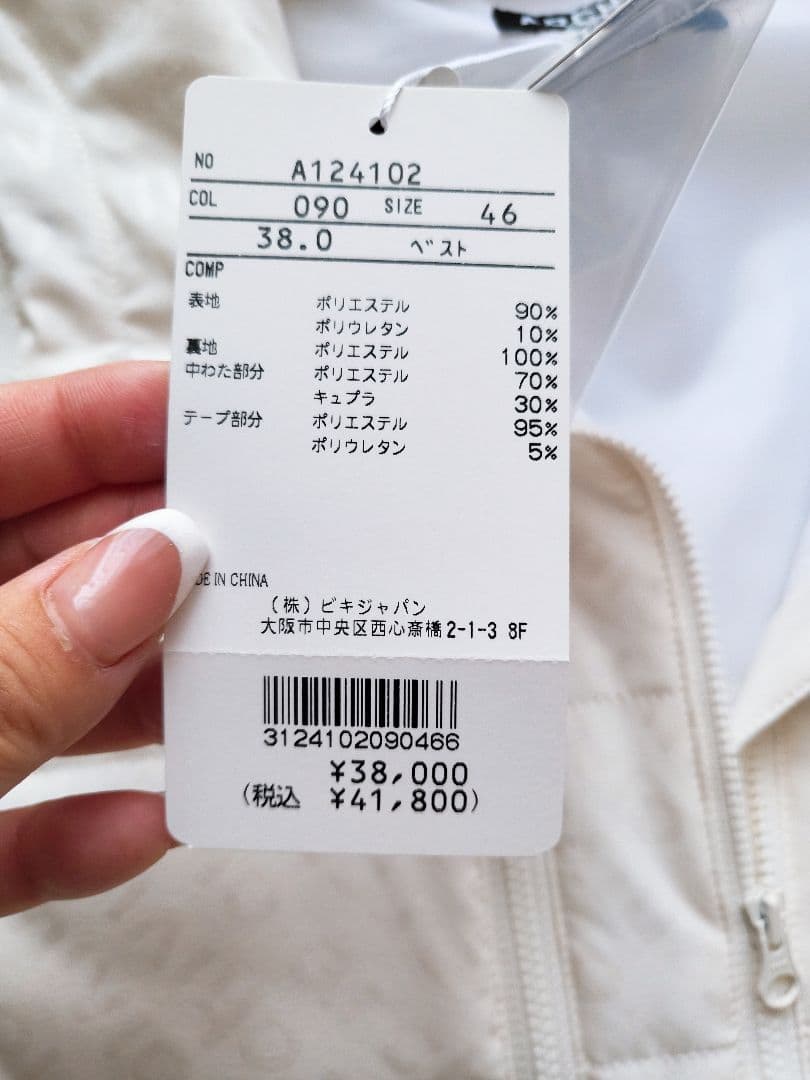 NO A124102
COL 090 SIZE 46
38.0 ベスト
COMP
表地 ポリエステル 90%
ポリウレタン 10%
裏地 ポリエステル 100%
中わた部分 ポリエステル 70%
キュプラ 30%
テープ部分 ポリエステル 95%
ポリウレタン 5%
DE IN CHINA
(株)ビキジャパン
大阪市中央区西心斎橋2-1-3 8F
3124102090466
¥38,000
(税込 ¥41,800)